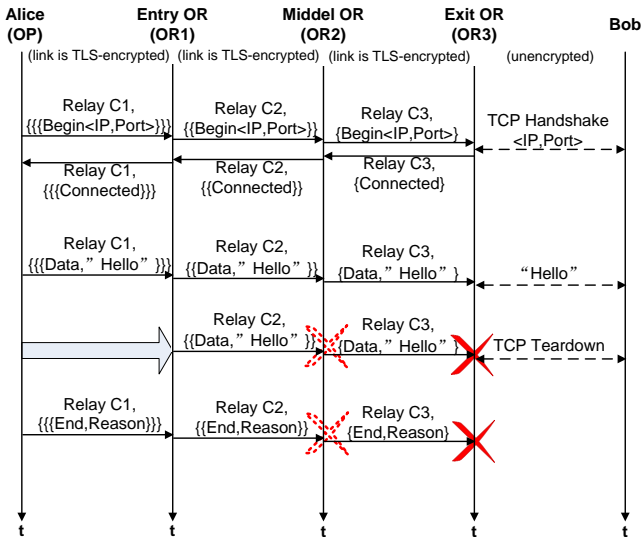 Alice
(OP)
Entry OR
(OR1)
Middel OR
(OR2)
Exit OR
(OR3)
Bob
(link is TLS-encrypted)
(link is TLS-encrypted)
(link is TLS-encrypted)
(unencrypted)
Relay C1,
{{{Begin<IP,Port>}}}
Relay C2,
{{Begin<IP,Port>}}
Relay C3,
{Begin<IP,Port>}
TCP Handshake
<IP,Port>
Relay C1,
{{{Connected}}}
Relay C2,
{{Connected}}
Relay C3,
{Connected}
Relay C1,
{{{Data,” Hello” }}}
Relay C2,
{{Data,” Hello” }}
Relay C3,
{Data,” Hello” }
“Hello”
Relay C2,
{{Data,” Hello” }}
Relay C3,
{Data,” Hello” }
TCP Teardown
Relay C1,
{{{End,Reason}}}
Relay C2,
{{End,Reason}}
Relay C3,
{End,Reason}
t
t
t
t
t